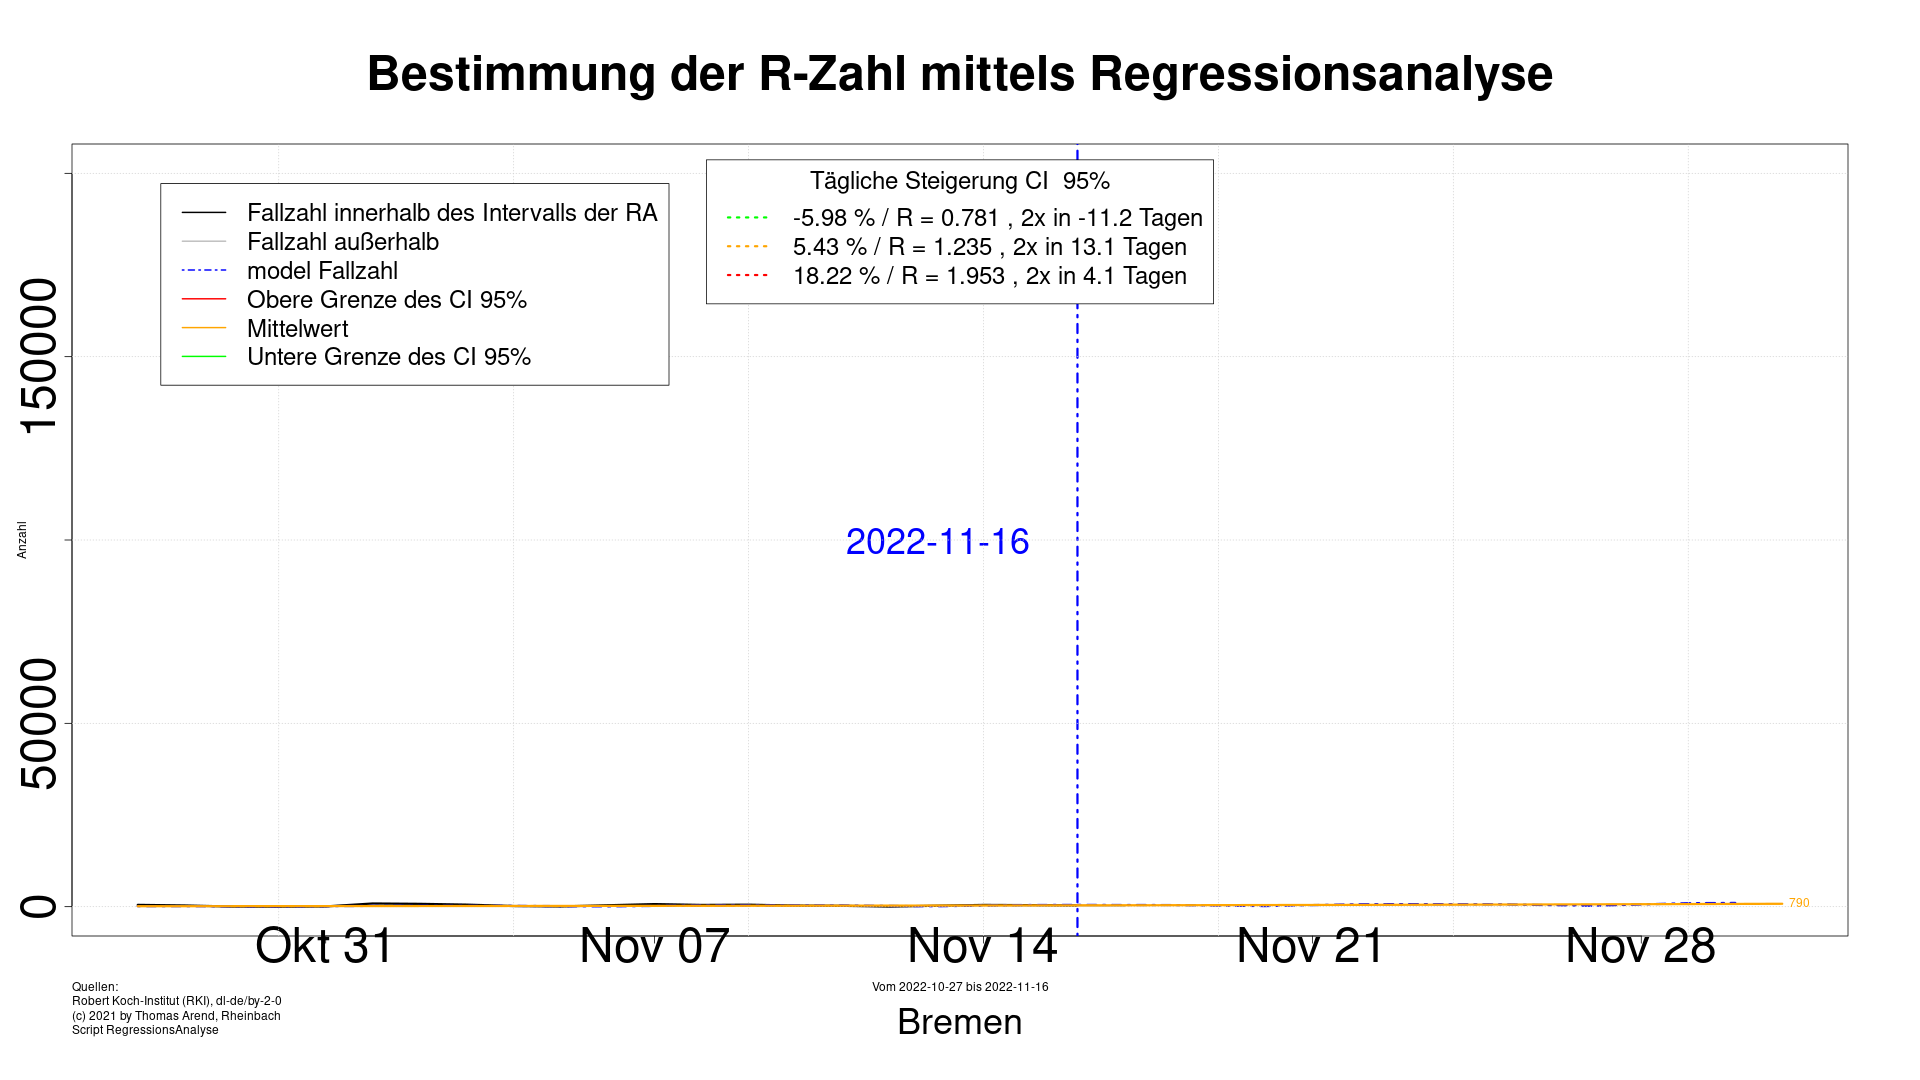 Bestimmung der R-Zahl mittels Regressionsanalyse
Fallzahl innerhalb des Intervalls der RA
Fallzahl außerhalb
model Fallzahl
Obere Grenze des CI 95%
Mittelwert
Untere Grenze des CI 95%
Tägliche Steigerung CI  95%
-5.98 % / R = 0.781 , 2x in -11.2 Tagen
5.43 % / R = 1.235 , 2x in 13.1 Tagen
18.22 % / R = 1.953 , 2x in 4.1 Tagen
150000
50000
0
Anzahl
2022-11-16
790
Okt 31
Nov 07
Nov 14
Nov 21
Nov 28
Quellen:
Robert Koch-Institut (RKI), dl-de/by-2-0
(c) 2021 by Thomas Arend, Rheinbach
Script RegressionsAnalyse
Vom 2022-10-27 bis 2022-11-16
Bremen